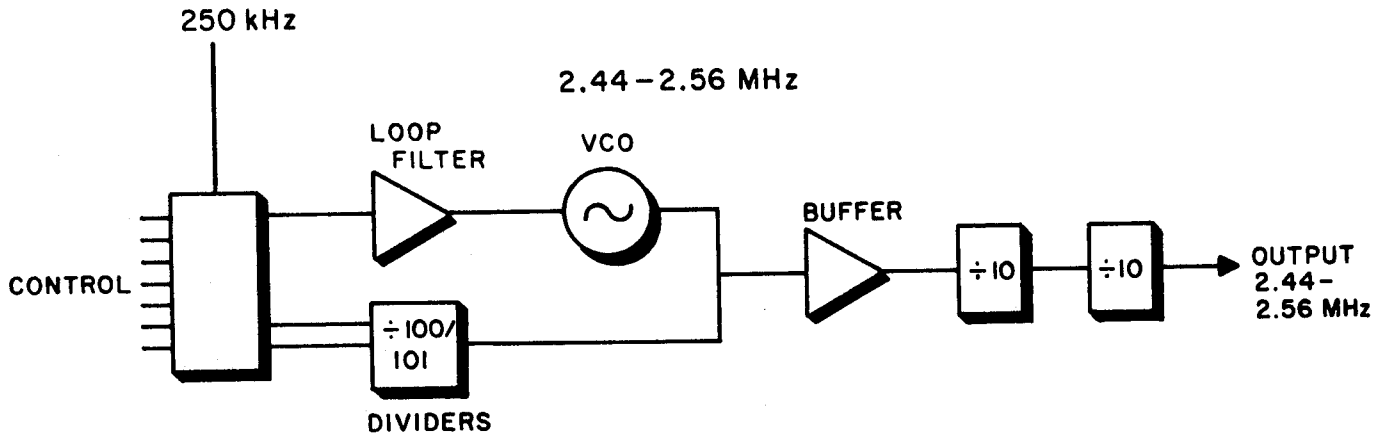 250 kHz
2.44–2.56 MHz
LOOP
FILTER
VCO
BUFFER
CONTROL
÷100/
101
DIVIDERS
÷10
÷10
OUTPUT
2.44–
2.56 MHz